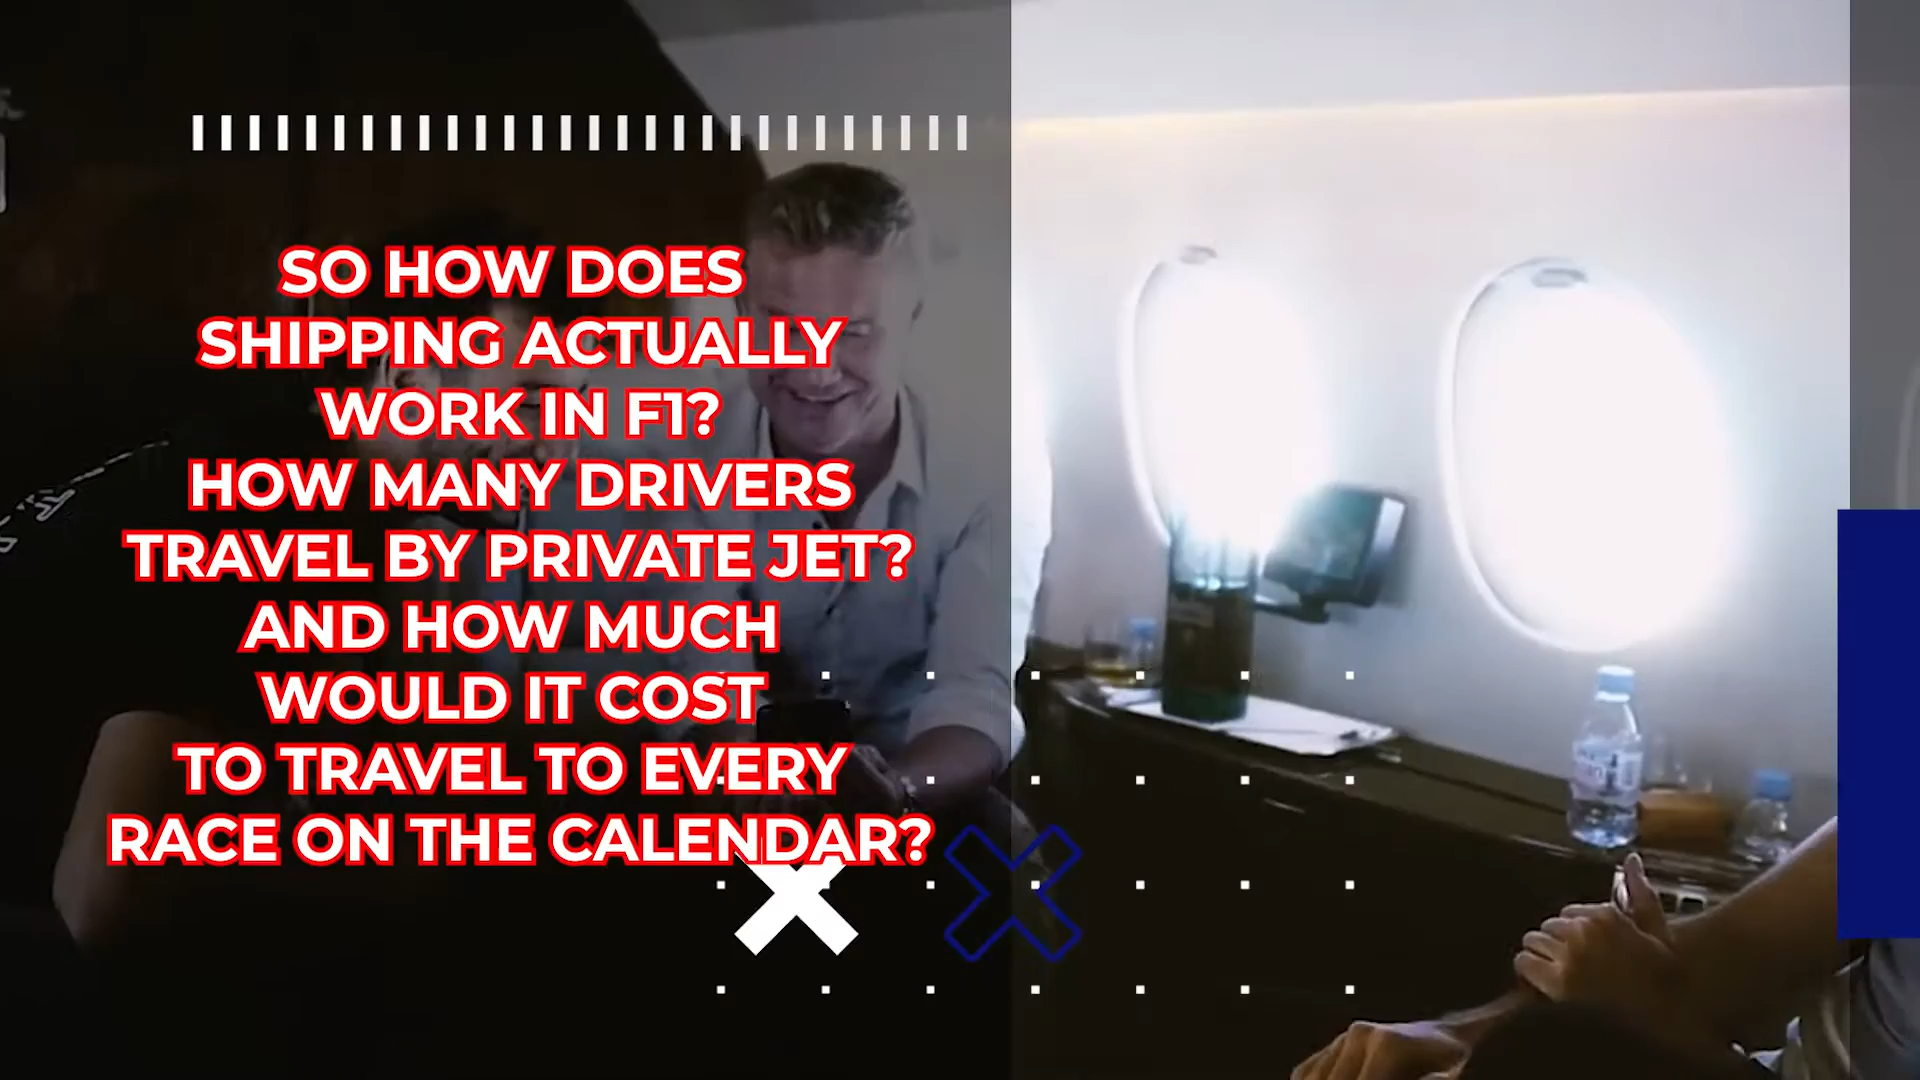 SO HOW DOES
SHIPPING ACTUALLY
WORK IN F1?
HOW MANY DRIVERS
TRAVEL BY PRIVATE JET?
AND HOW MUCH
WOULD IT COST
TO TRAVEL TO EVERY
RACE ON THE CALENDAR?